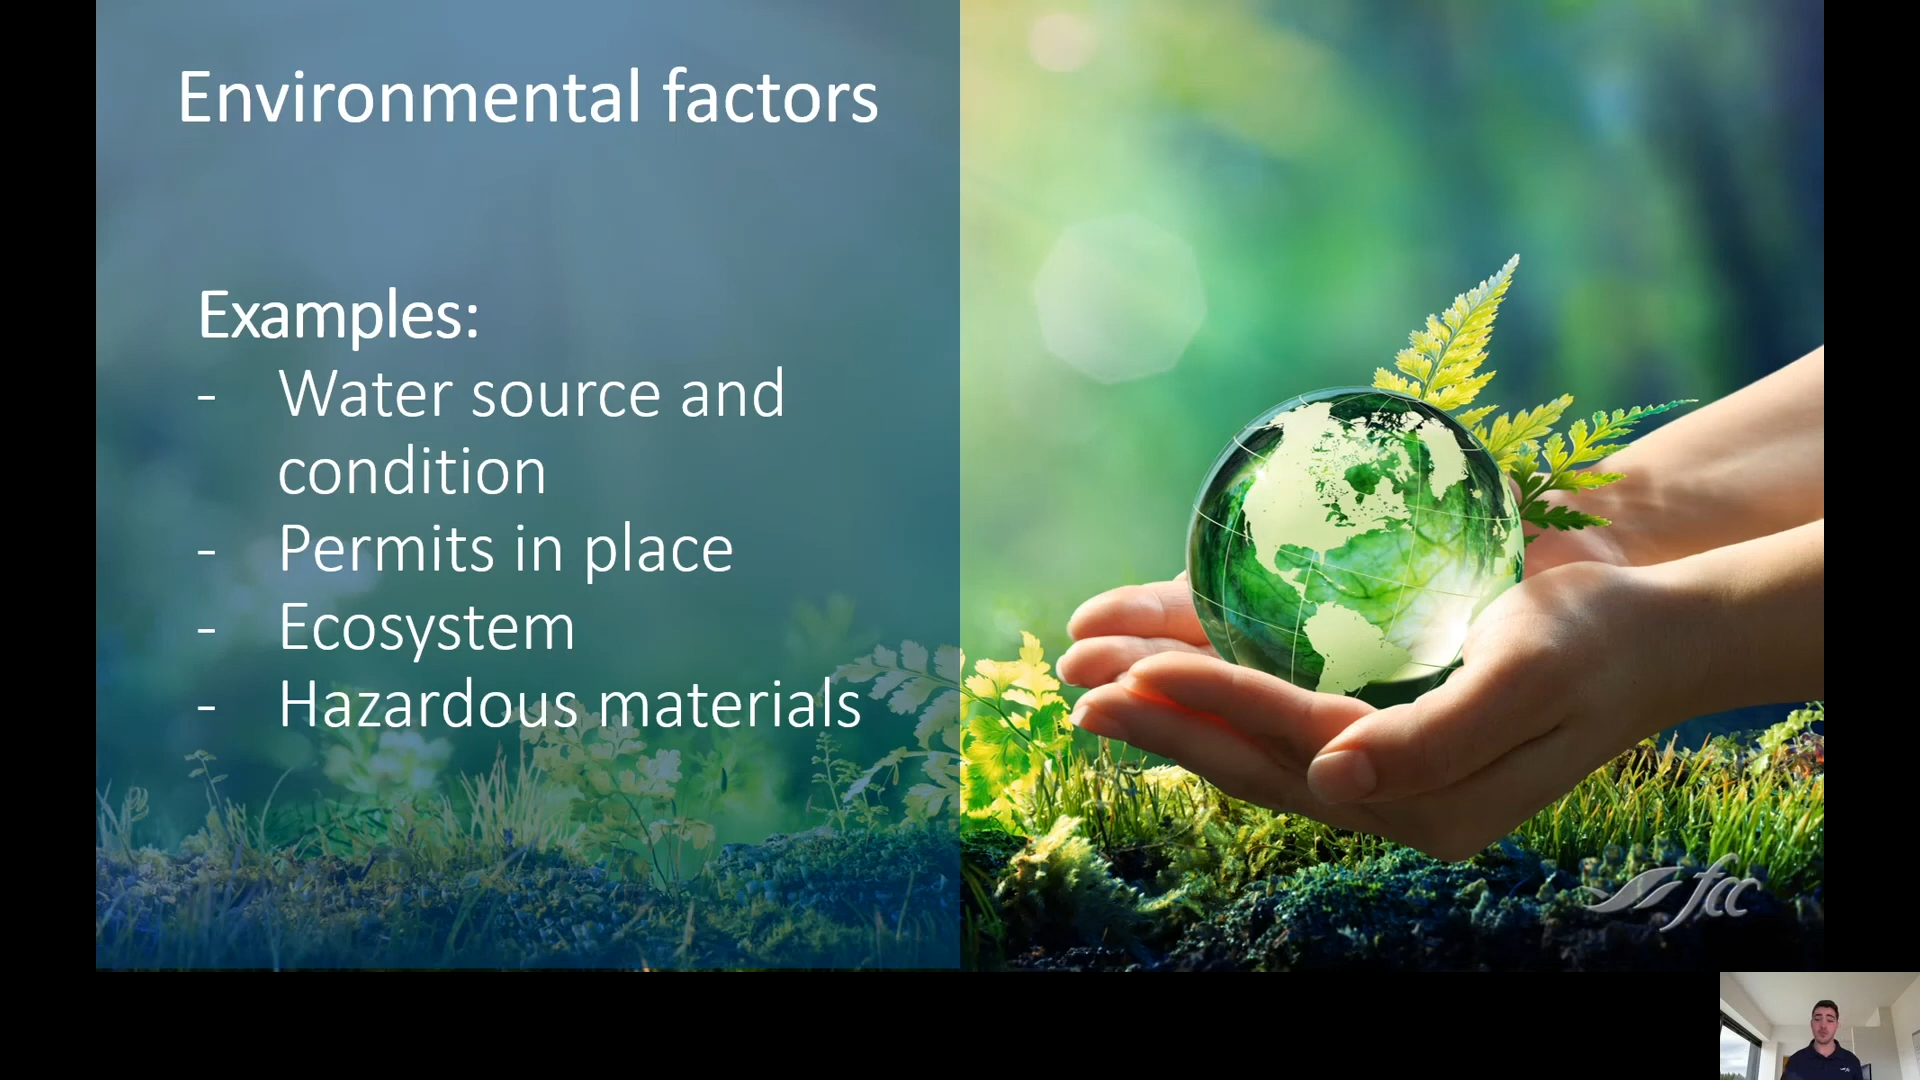 Environmental factors
Examples:
- Water source and
condition
- Permits in place
- Ecosystem
- Hazardous materials
fcc